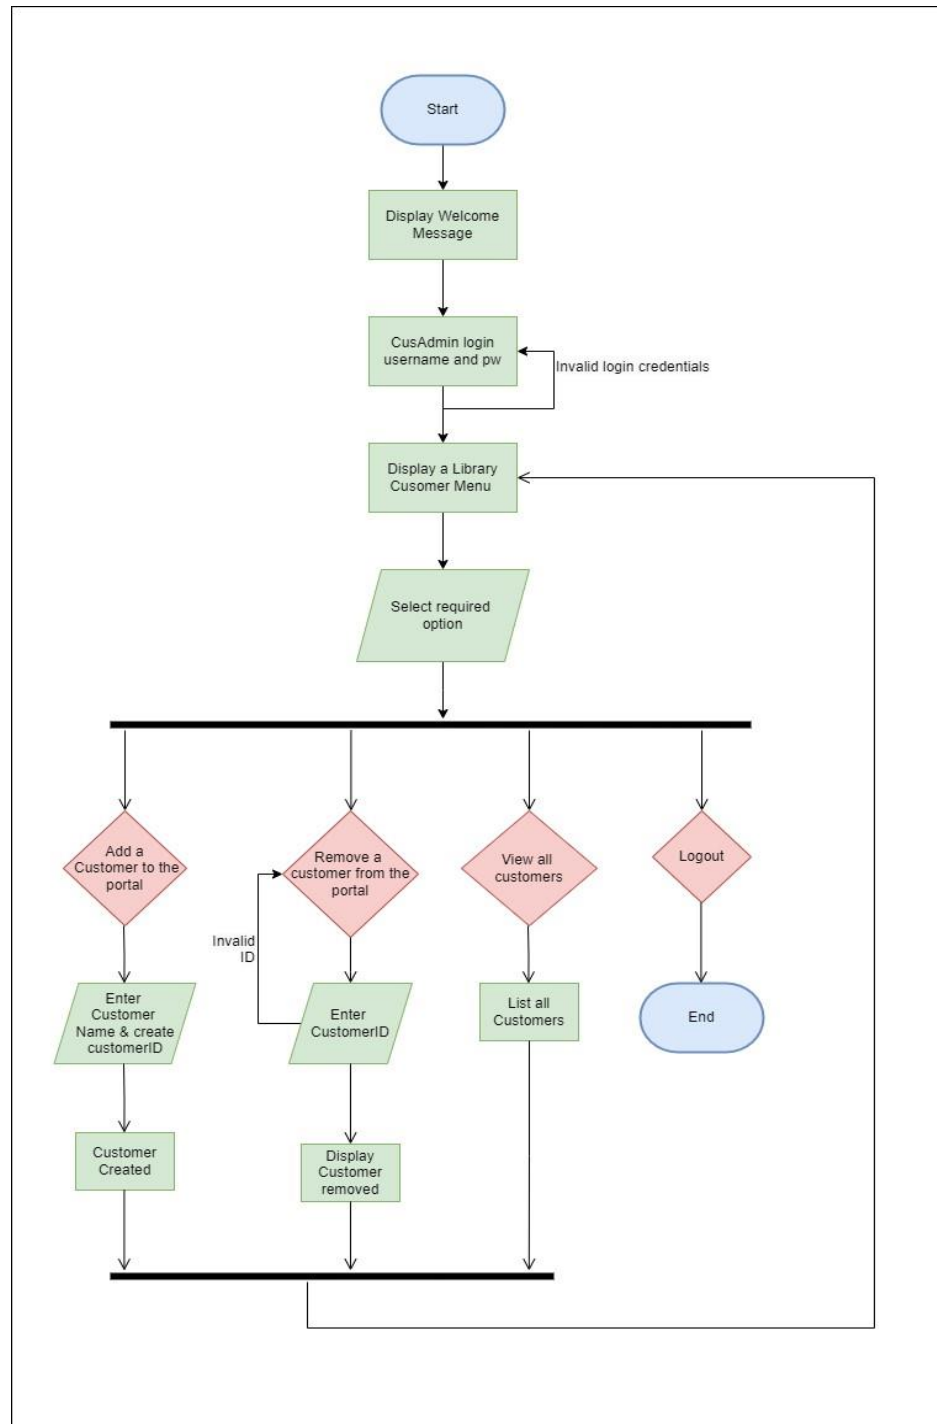 Start
Display Welcome
Message
CusAdmin login
username and pw
Invalid login credentials
Display a Library
Cusomer Menu
Select required
option
Add a
Customer to the
portal
Remove a
customer from the
portal
View all
customers
Logout
Invalid
ID
Enter
Customer
Name & create
customerID
Enter
CustomerID
List all
Customers
End
Customer
Created
Display
Customer
removed